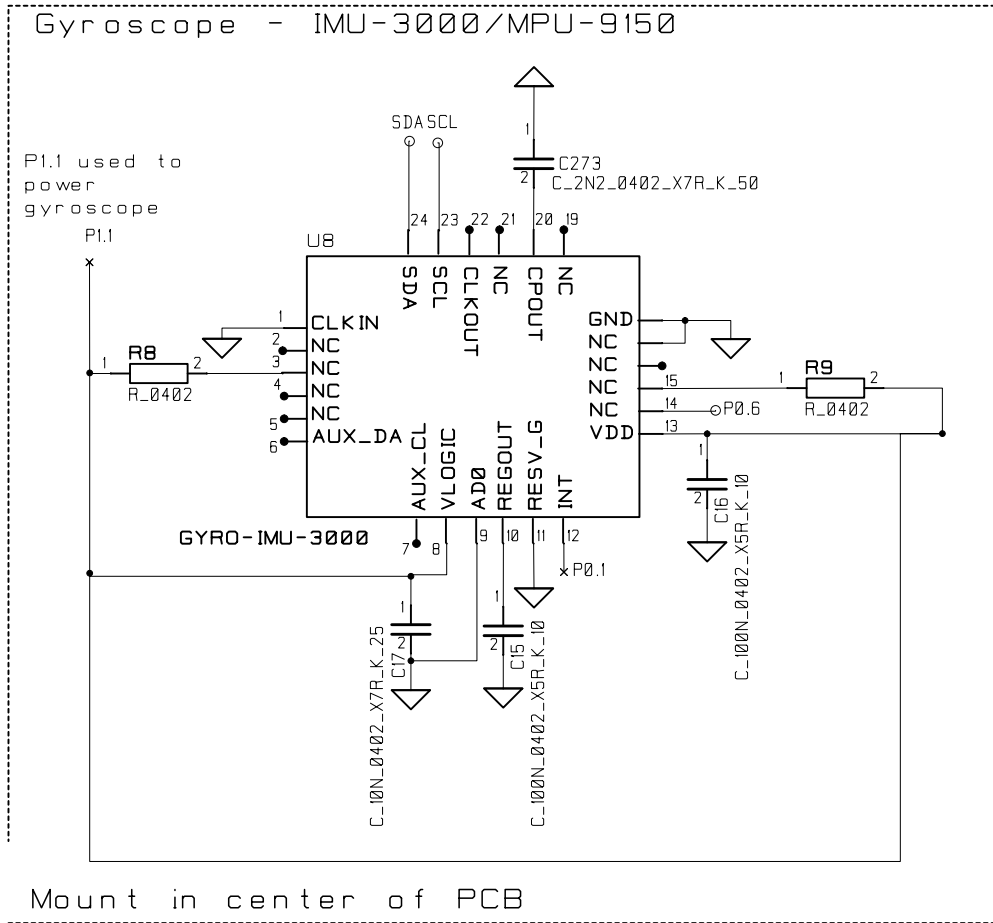 Gyroscope - IMU-3000/MPU-9150
SDA SCL
1
C273
2
C_2N2_0402_X7R_K_50
P1.1 used to
power
gyroscope
P1.1
24 23 22 21 20 19
U8
SDA SCL CLKOUT NC CPOUT NC
1 CLKIN
2 NC
3 NC
4 NC
5 NC
6 AUX_DA
GND
NC
NC
NC 15
NC 14 P0.6
VDD 13
1 R8 2
R_0402
1 R9 2
R_0402
AUX_CL VLOGIC AD0 REGOUT RESV_G INT
GYRO-IMU-3000
7 8 9 10 11 12
P0.1
1
2 C16
C_100N_0402_X5R_K_10
1
2 C17
C_10N_0402_X7R_K_25
1
2 C15
C_100N_0402_X5R_K_10
Mount in center of PCB